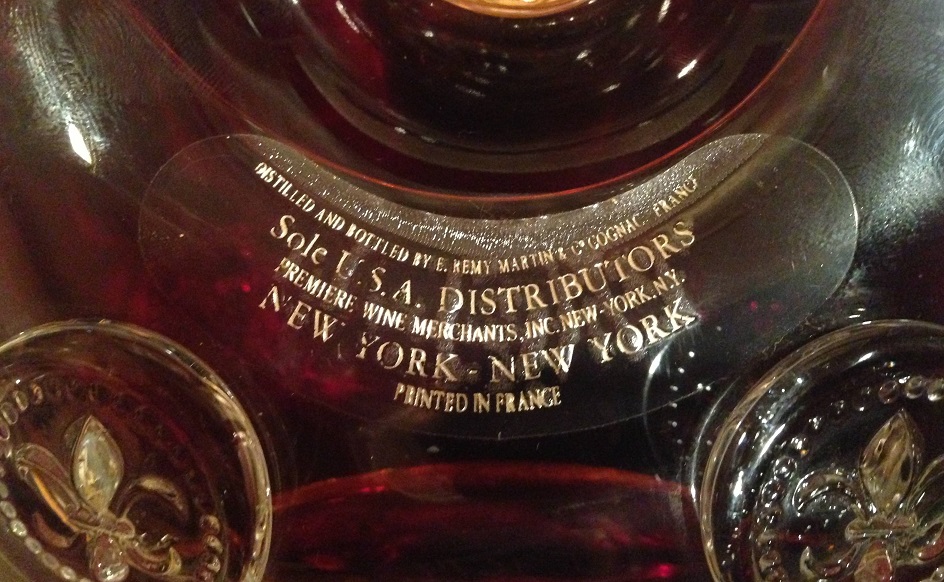 DISTILLED AND BOTTLED BY E. REMY MARTIN & Cº COGNAC, FRANCE
Sole U.S.A. DISTRIBUTORS
PREMIERE WINE MERCHANTS, INC. NEW-YORK. N.Y.
NEW YORK - NEW YORK
PRINTED IN FRANCE